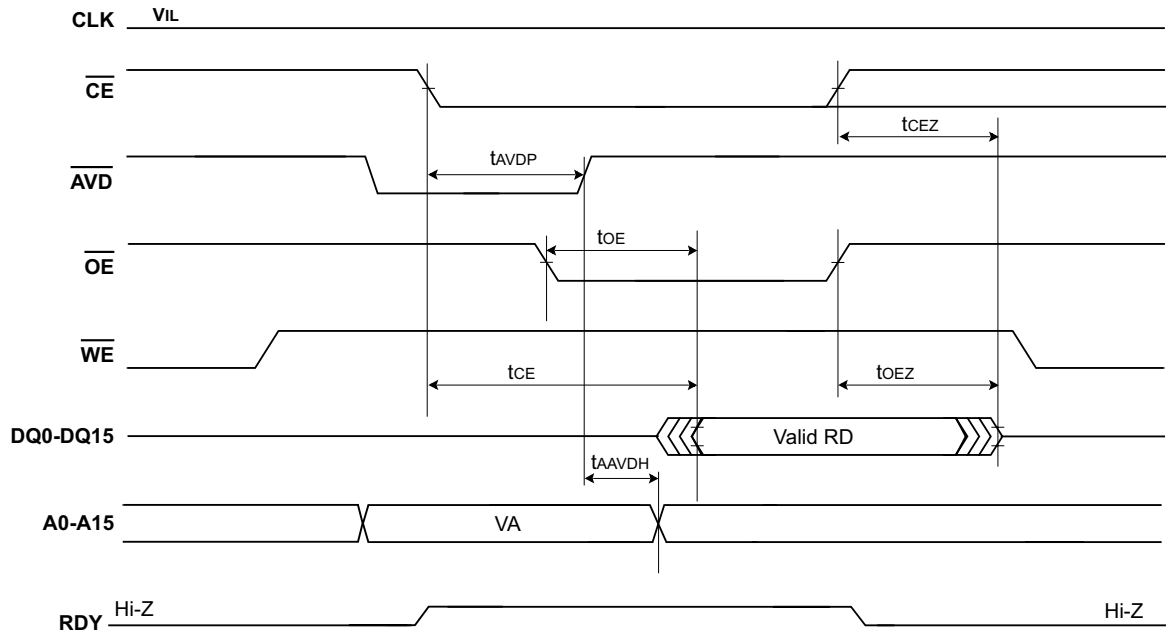 CLK VIL
CE
tCEZ
tAVDP
AVD
tOE
OE
WE
tCE tOEZ
DQ0-DQ15 Valid RD
tAAVDH
A0-A15 VA
Hi-Z Hi-Z
RDY